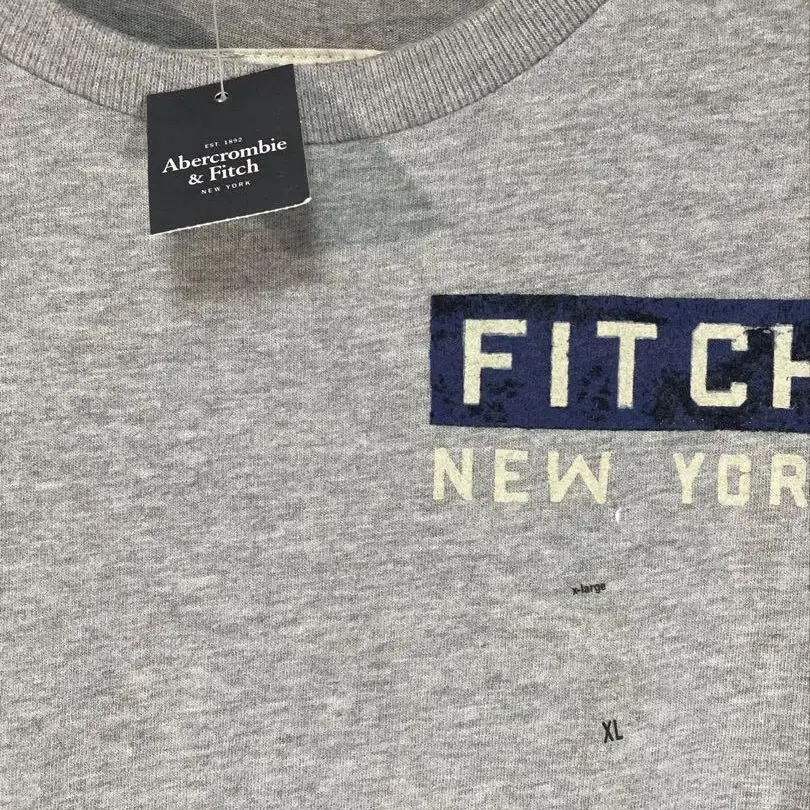 EST. 1892
Abercrombie
& Fitch
NEW YORK
FITCH
NEW YOR
x-large
XL